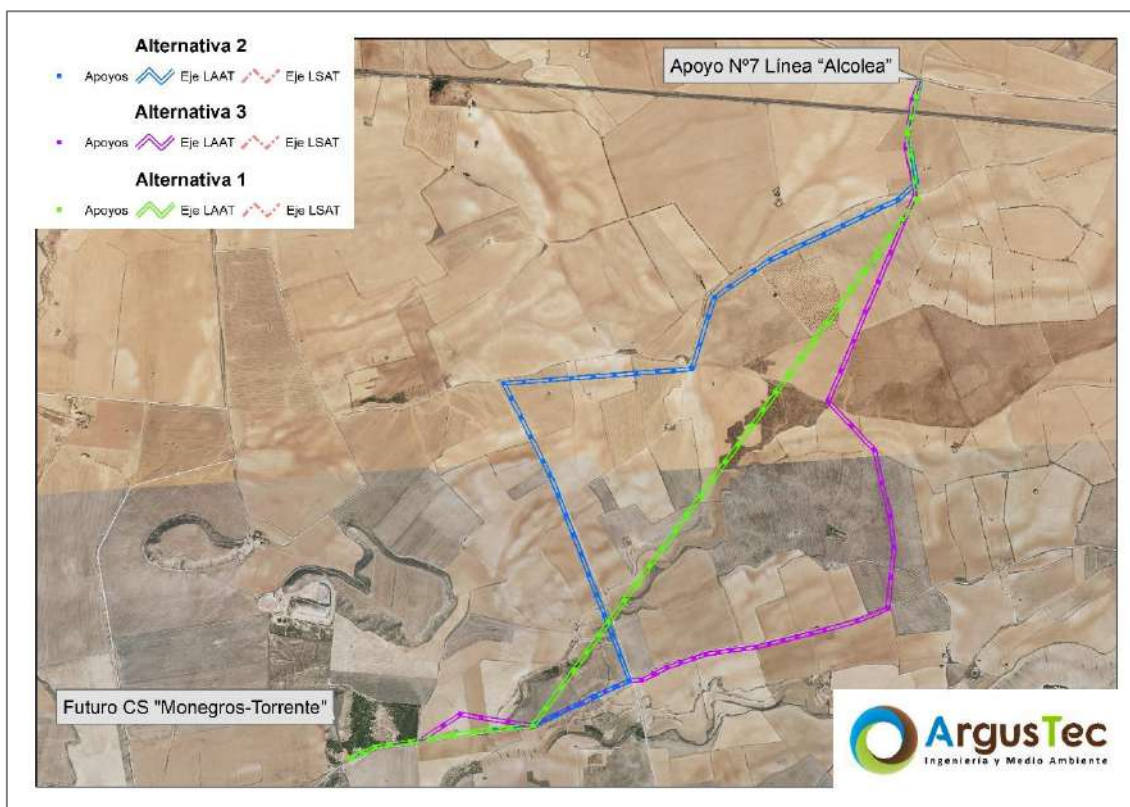 Alternativa 2
Apoyos Eje LAAT Eje LSAT
Alternativa 3
Apoyos Eje LAAT Eje LSAT
Alternativa 1
Apoyos Eje LAAT Eje LSAT
Apoyo Nº7 Línea “Alcolea”
Futuro CS "Monegros-Torrente"
ArgusTec
Ingeniería y Medio Ambiente